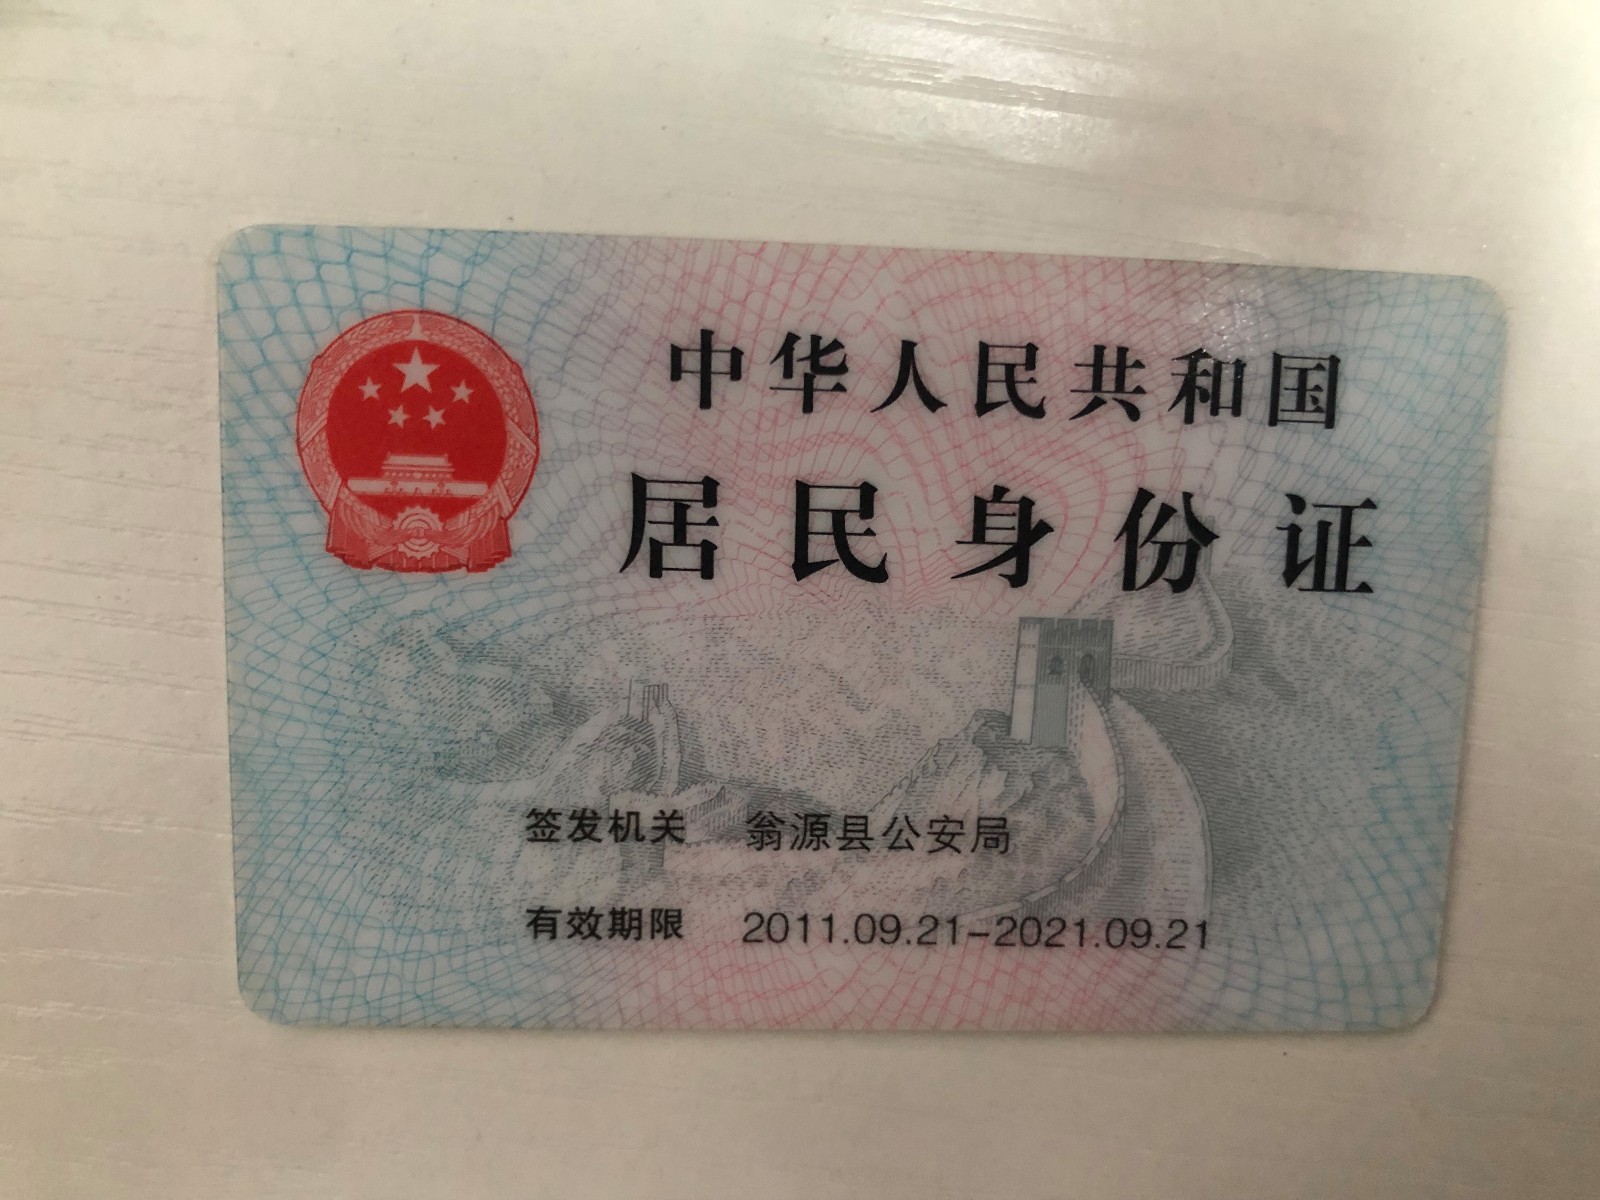 中华人民共和国
居民身份证
签发机关 翁源县公安局
有效期限 2011.09.21-2021.09.21